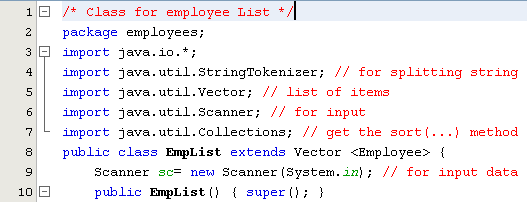 1 /* Class for employee List */
2 package employees;
3 import java.io.*;
4 import java.util.StringTokenizer; // for splitting string
5 import java.util.Vector; // list of items
6 import java.util.Scanner; // for input
7 import java.util.Collections; // get the sort(...) method
8 public class EmpList extends Vector <Employee> {
9 Scanner sc= new Scanner(System.in); // for input data
10 public EmpList() { super(); }